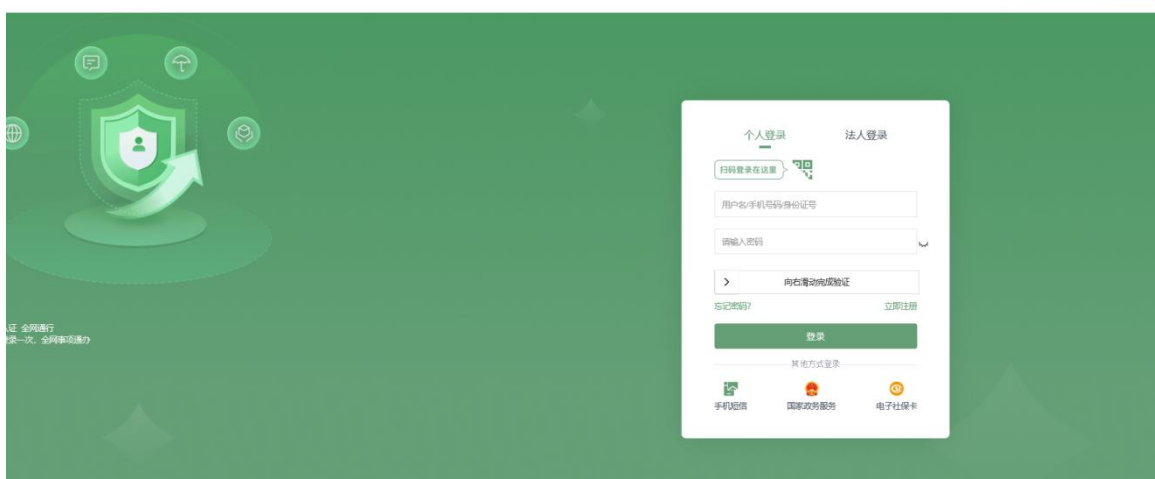 个人登录
法人登录
扫码登录在这里
用户名/手机号码/身份证号
请输入密码
向右滑动完成验证
忘记密码?
立即注册
登录
其他方式登录
手机短信
国家政务服务
电子社保卡
证 全网通行
录一次，全网事项通办